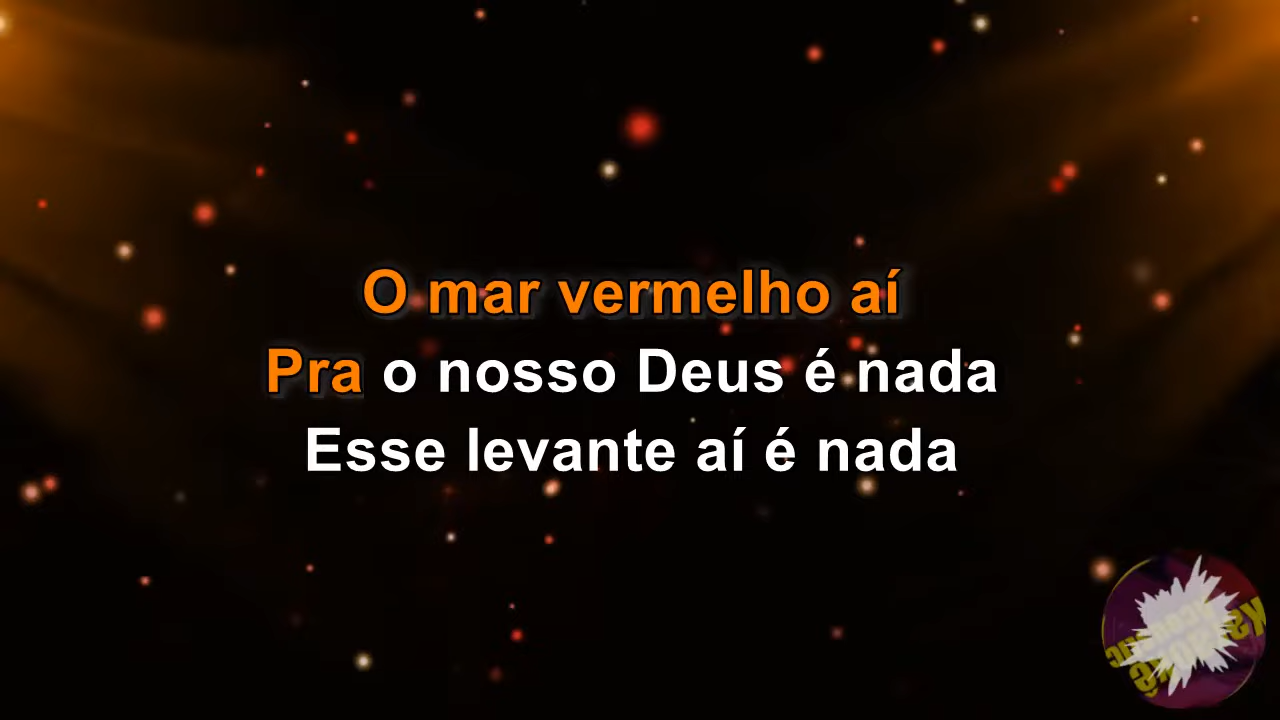 O mar vermelho aí
Pra o nosso Deus é nada
Esse levante aí é nada